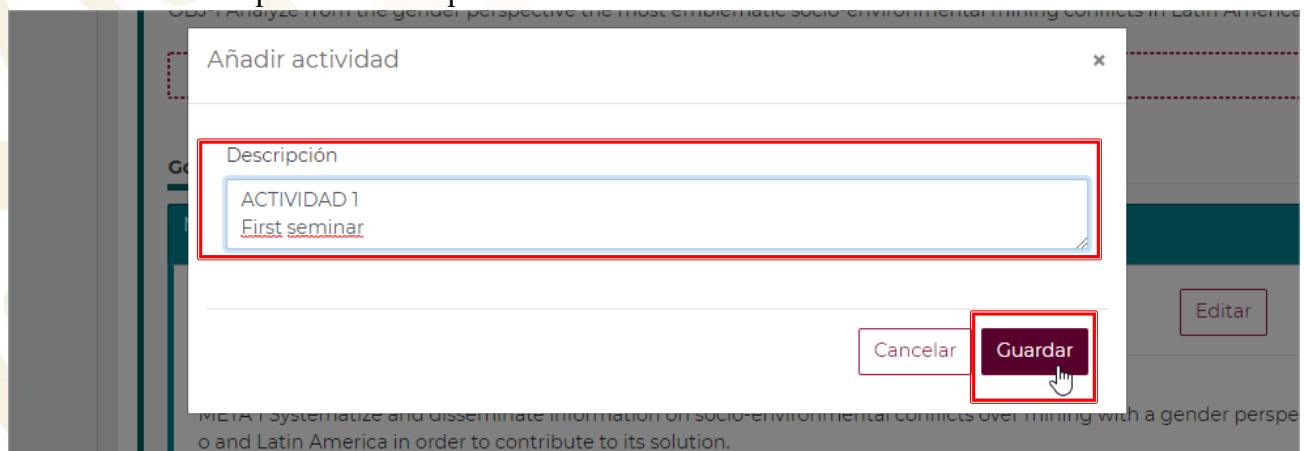 OBJ-1 Analyze from the gender perspective the most emblematic socio-environmental mining conflicts in Latin America
Añadir actividad ×
Descripción
ACTIVIDAD 1
First seminar
Editar
Cancelar Guardar
META 1 Systematize and disseminate information on socio-environmental conflicts over mining with a gender perspe
o and Latin America in order to contribute to its solution.